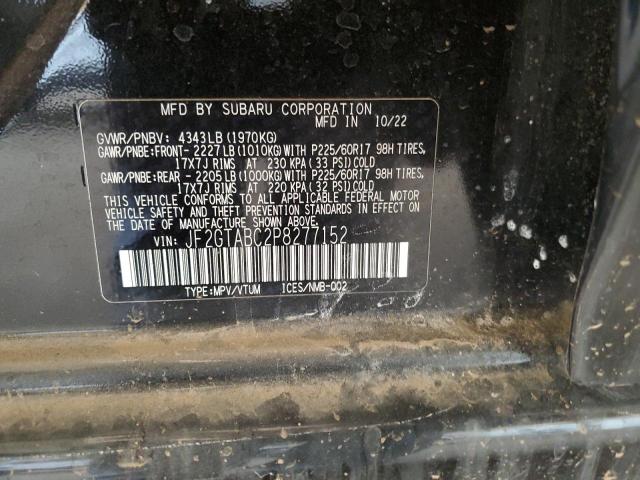 MFD BY SUBARU CORPORATION
MFD IN 10/22
GVWR/PNBV: 4343LB (1970KG)
GAWR/PNBE:FRONT- 2227LB(1010KG)WITH P225/60R17 98H TIRES,
17X7J RIMS AT 230 KPA(33 PSI)COLD
GAWR/PNBE:REAR - 2205LB(1000KG)WITH P225/60R17 98H TIRES,
17X7J RIMS AT 220 KPA(32 PSI)COLD
THIS VEHICLE CONFORMS TO ALL APPLICABLE FEDERAL MOTOR
VEHICLE SAFETY AND THEFT PREVENTION STANDARDS IN EFFECT
ON THE DATE OF MANUFACTURE SHOWN ABOVE.
VIN: JF2GTABC2P8277152
TYPE:MPV/VTUM ICES/NMB-002